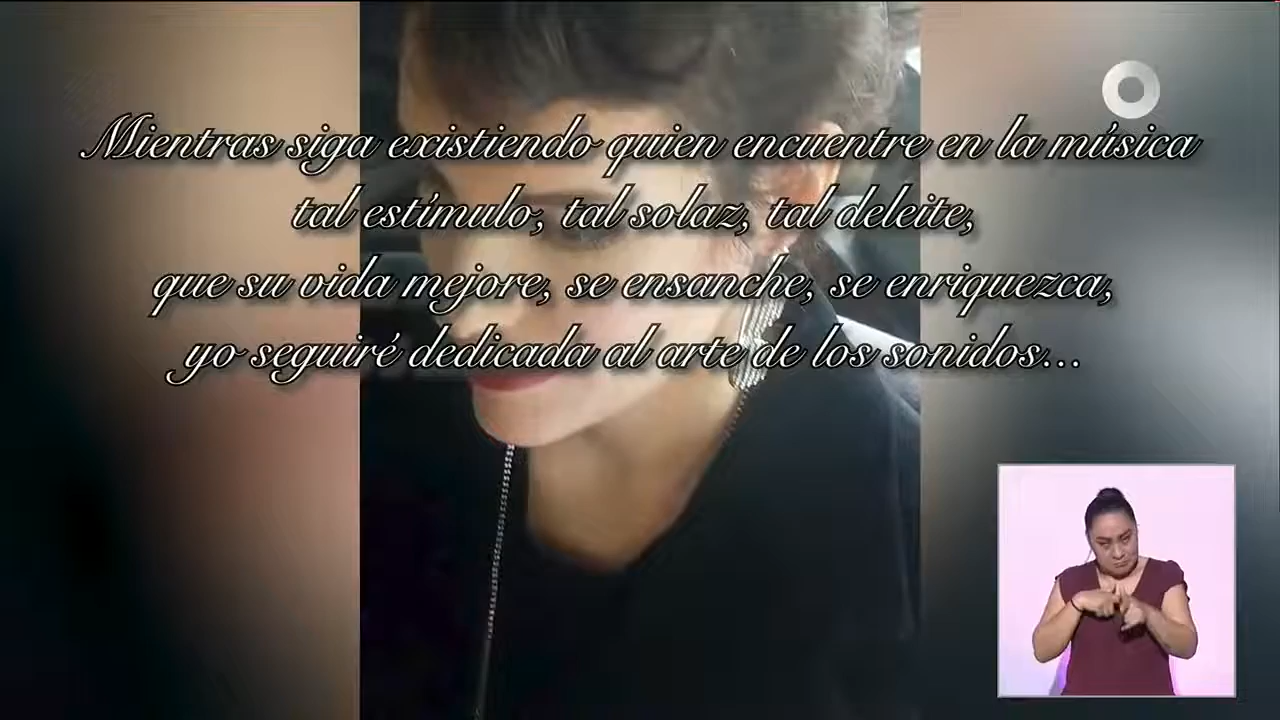 Mientras siga existiendo quien encuentre en la música
tal estímulo, tal solaz, tal deleite,
que su vida mejore, se ensanche, se enriquezca,
yo seguiré dedicada al arte de los sonidos...